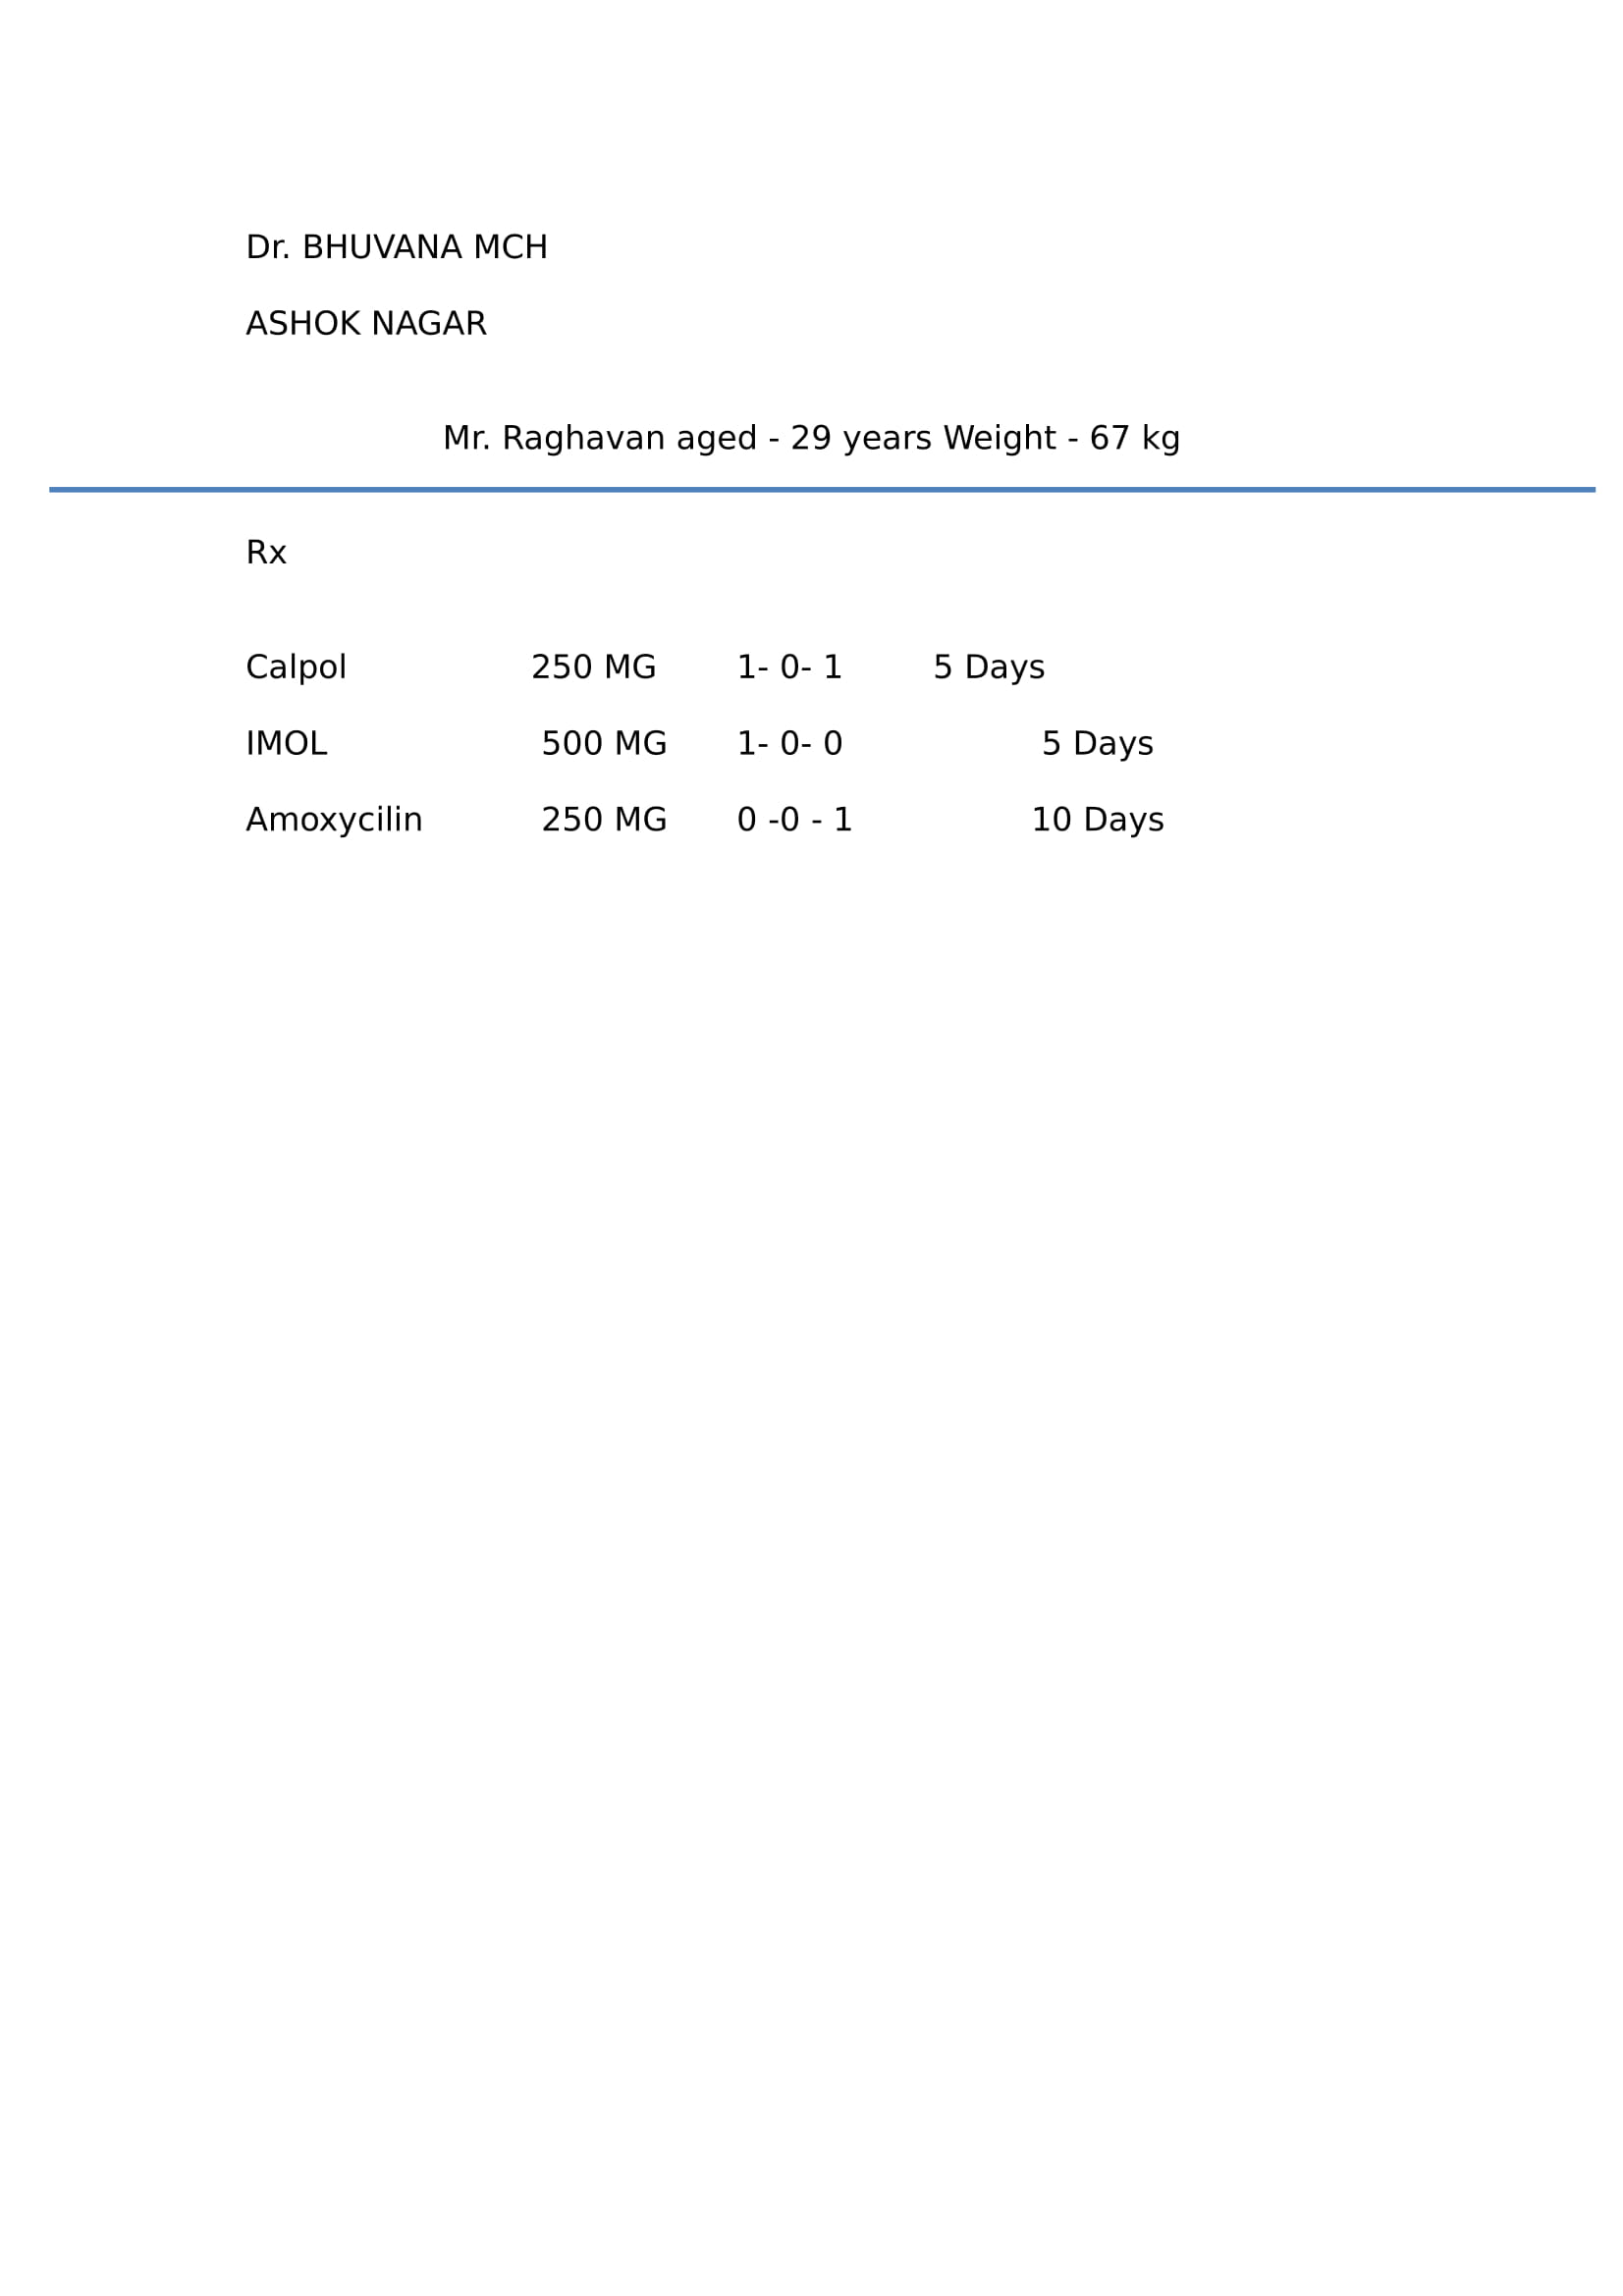 Dr. BHUVANA MCH
ASHOK NAGAR
Mr. Raghavan aged - 29 years Weight - 67 kg
Rx
Calpol 250 MG 1- 0- 1 5 Days
IMOL 500 MG 1- 0- 0 5 Days
Amoxycilin 250 MG 0 -0 - 1 10 Days